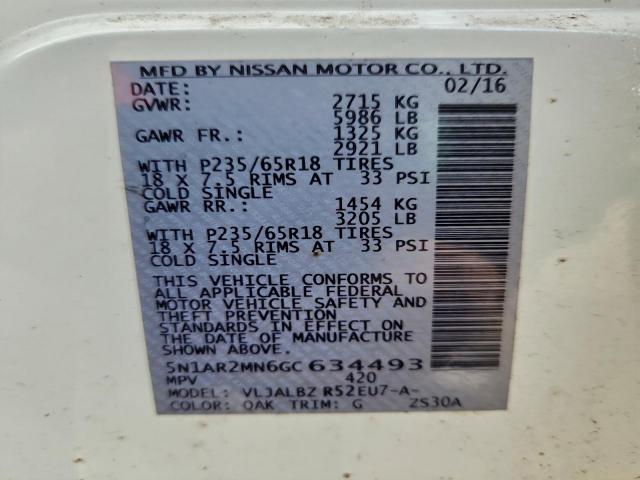 MFD BY NISSAN MOTOR CO., LTD.
DATE: 02/16
GVWR: 2715 KG
5986 LB
GAWR FR.: 1325 KG
2921 LB
WITH P235/65R18 TIRES
18 X 7.5 RIMS AT 33 PSI
COLD SINGLE
GAWR RR.: 1454 KG
3205 LB
WITH P235/65R18 TIRES
18 X 7.5 RIMS AT 33 PSI
COLD SINGLE
THIS VEHICLE CONFORMS TO
ALL APPLICABLE FEDERAL
MOTOR VEHICLE SAFETY AND
THEFT PREVENTION
STANDARDS IN EFFECT ON
THE DATE OF MANUFACTURE
SHOWN ABOVE.
5N1AR2MN6GC634493
MPV 420
MODEL: VLJALBZ R52EU7-A-
COLOR: QAK TRIM: G ZS30A